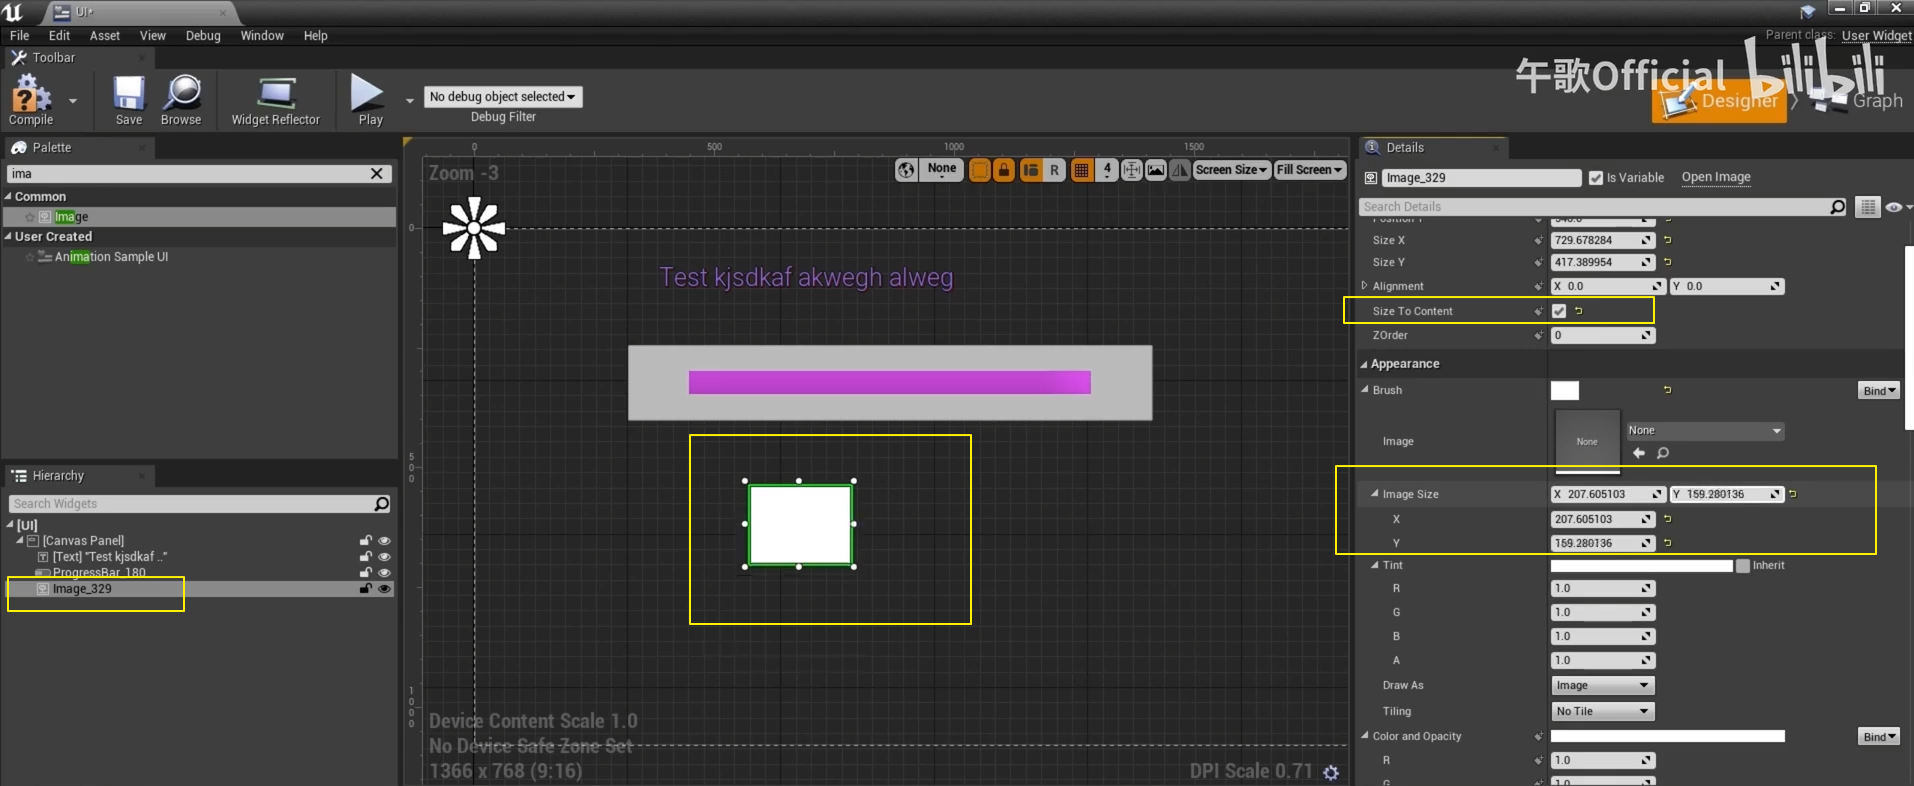 UI*
File Edit Asset View Debug Window Help
Parent class: User Widget
Toolbar
午歌Official bilibili
Compile
Save
Browse
Widget Reflector
Play
No debug object selected
Debug Filter
Designer
Graph
Palette
ima
Common
Image
User Created
Animation Sample UI
Hierarchy
Search Widgets
[UI]
[Canvas Panel]
[Text] "Test kjsdkaf .."
ProgressBar_180
Image_329
0 500 1000 1500
Zoom -3
None
R
4
Screen Size
Fill Screen
0
500
1000
Test kjsdkaf akwegh alweg
Device Content Scale 1.0
No Device Safe Zone Set
1366 x 768 (9:16)
DPI Scale 0.71
Details
Image_329
Is Variable
Open Image
Search Details
Position Y
Size X 729.678284
Size Y 417.389954
Alignment X 0.0 Y 0.0
Size To Content
ZOrder 0
Appearance
Brush Bind
Image None None
Image Size X 207.605103 Y 159.280136
X 207.605103
Y 159.280136
Tint Inherit
R 1.0
G 1.0
B 1.0
A 1.0
Draw As Image
Tiling No Tile
Color and Opacity Bind
R 1.0
G 1.0